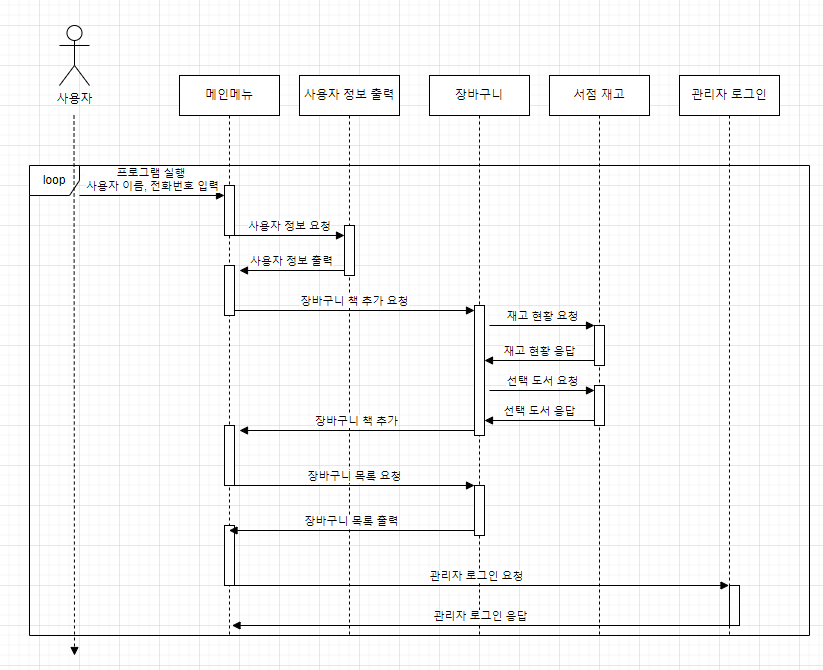 사용자
메인메뉴
사용자 정보 출력
장바구니
서점 재고
관리자 로그인
loop
프로그램 실행
사용자 이름, 전화번호 입력
사용자 정보 요청
사용자 정보 출력
장바구니 책 추가 요청
재고 현황 요청
재고 현황 응답
선택 도서 요청
선택 도서 응답
장바구니 책 추가
장바구니 목록 요청
장바구니 목록 출력
관리자 로그인 요청
관리자 로그인 응답